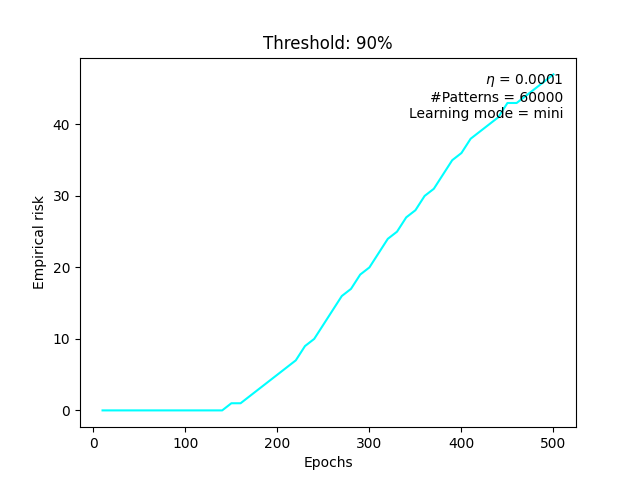 Threshold: 90%
η = 0.0001
#Patterns = 60000
Learning mode = mini
Empirical risk
40
30
20
10
0
0 100 200 300 400 500
Epochs